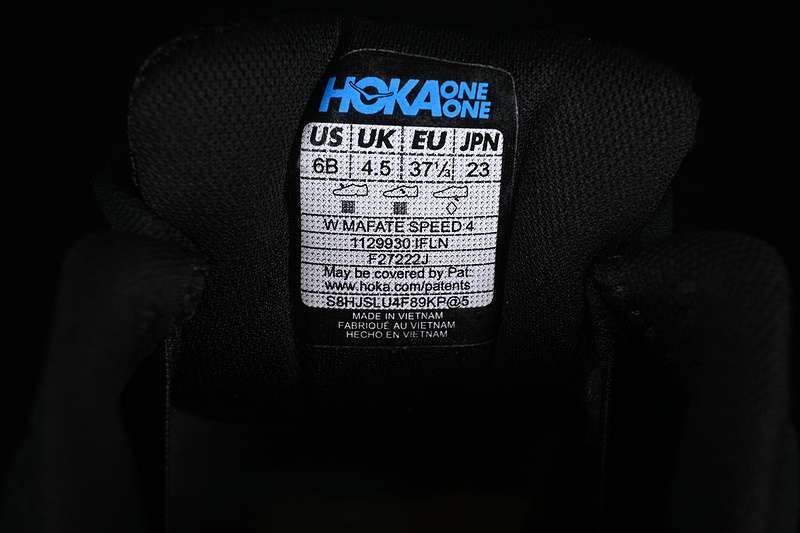 HOKA ONE ONE
US UK EU JPN
6B 4.5 37⅓ 23
W MAFATE SPEED 4
1129930 IFLN
F27222J
May be covered by Pat:
www.hoka.com/patents
S8HJSLU4F89KP@5
MADE IN VIETNAM
FABRIQUÉ AU VIETNAM
HECHO EN VIETNAM